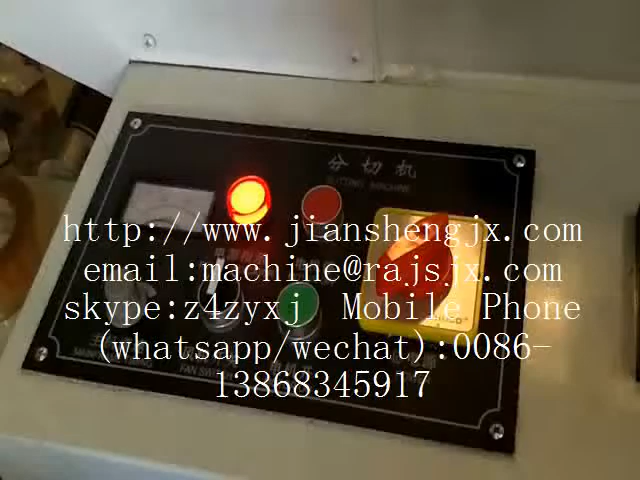 分切机
SLITTING MACHINE
http://www.jianshengjx.com
email:machine@rajsjx.com
skype:z4zyxj Mobile Phone
(whatsapp/wechat):0086-
13868345917
FAN